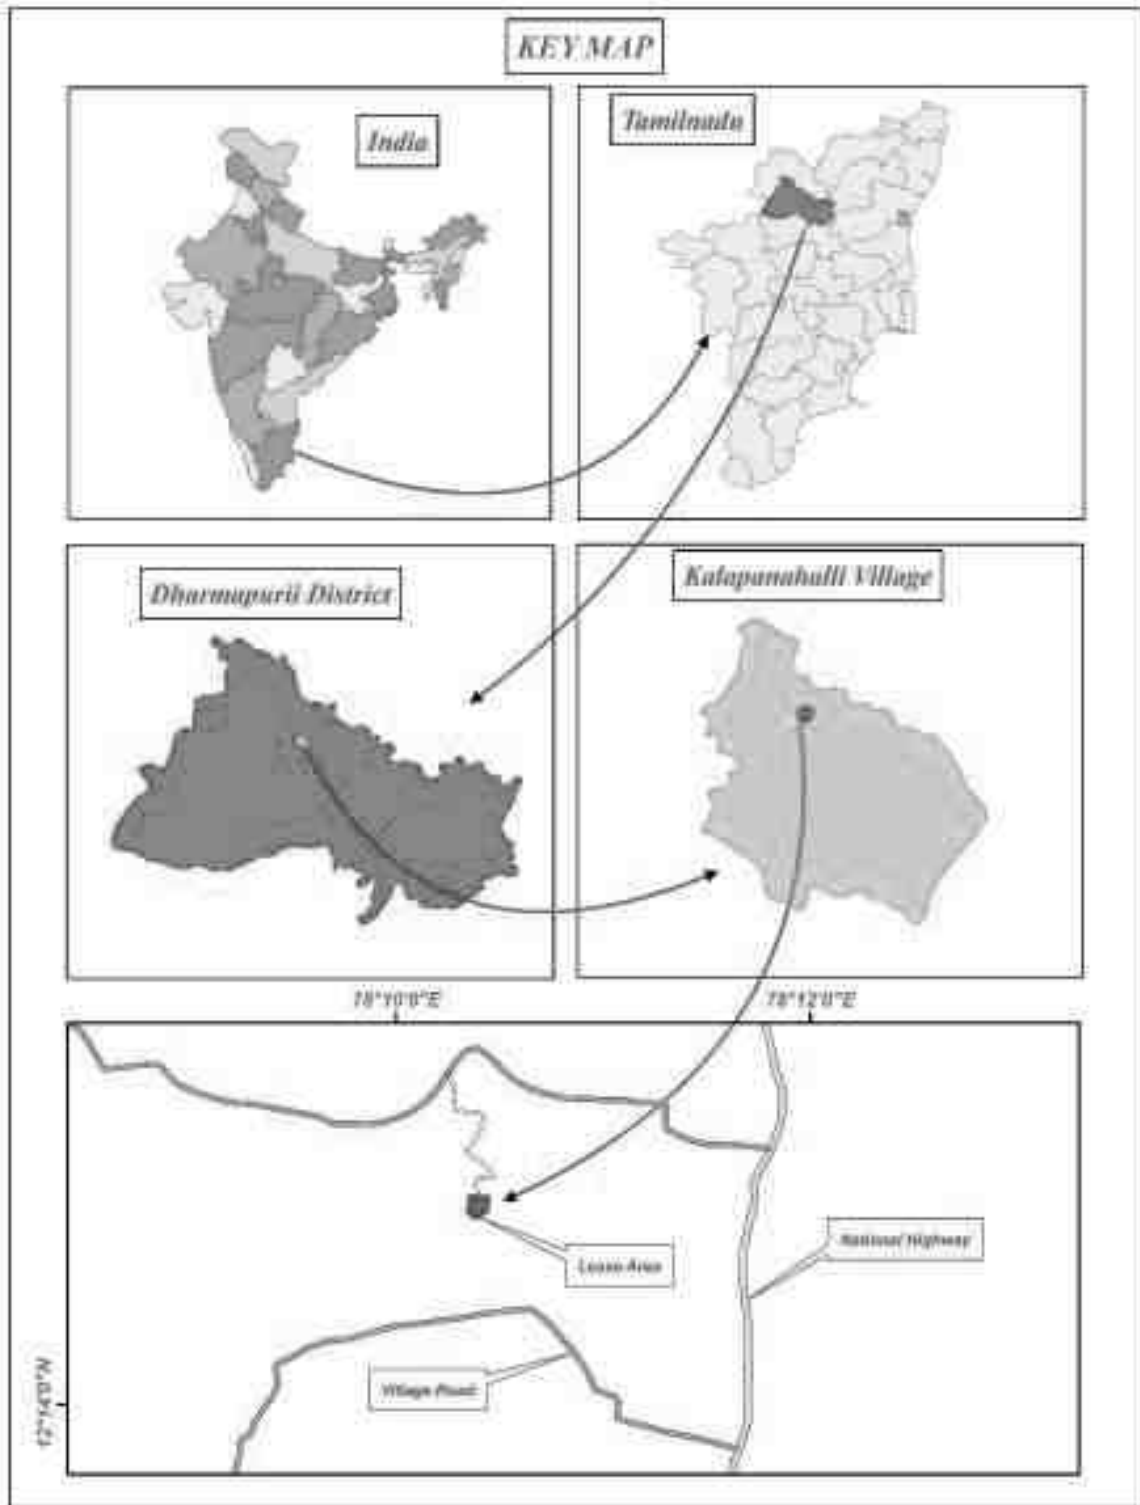 KEY MAP
India
Tamilnadu
Dharmapurii District
Kalapanahalli Village
78°10'0"E
78°12'0"E
National Highway
Lease Area
Village Road
12°14'0"N